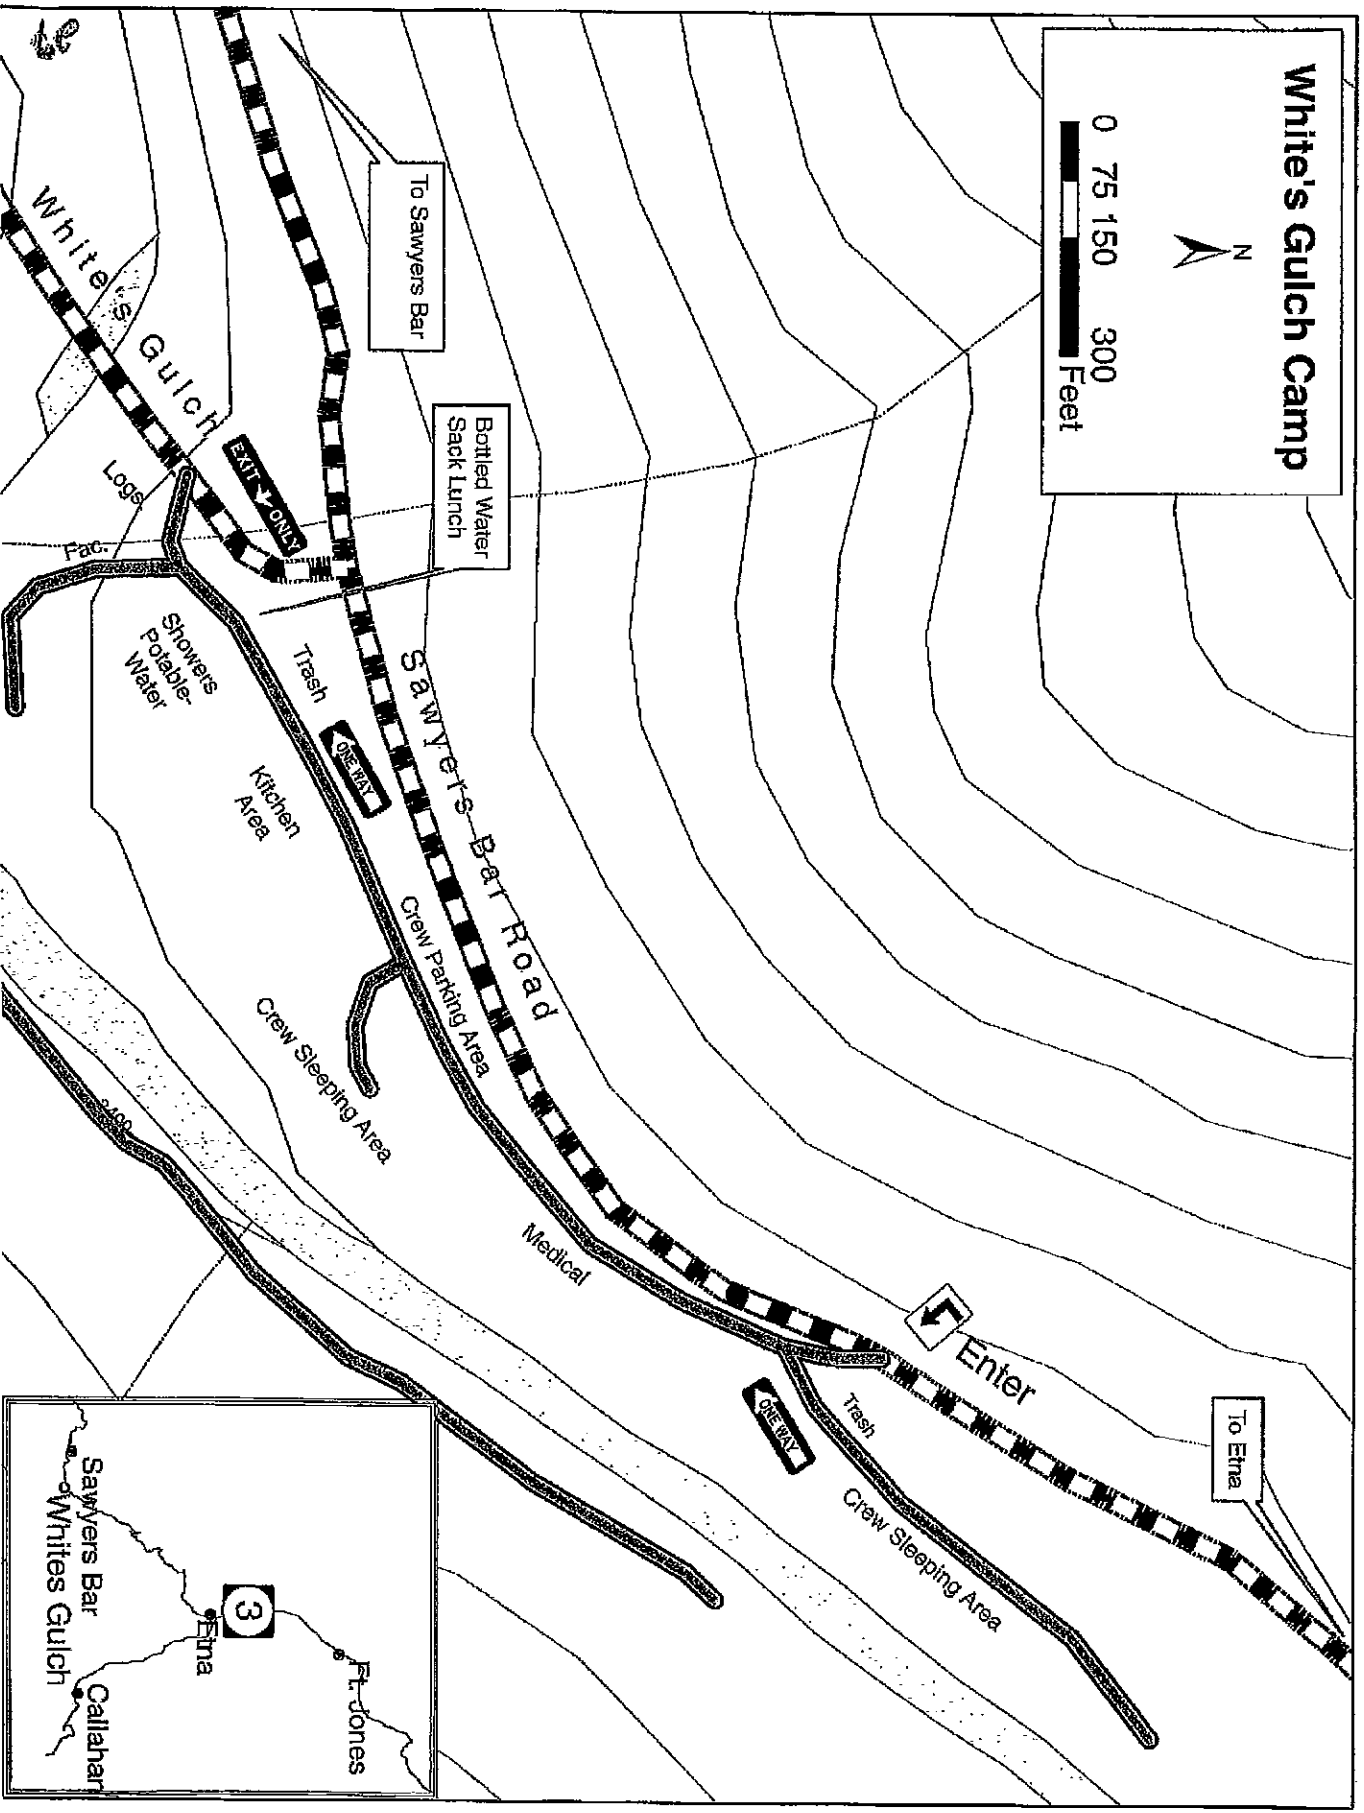 White's Gulch Camp
N
0 75 150 300
Feet
To Sawyers Bar
Bottled Water
Sack Lunch
To Etna
Enter
Sawyers Bar Road
White's Gulch
EXIT ONLY
Logs
Fac.
Showers
Potable-
Water
Trash
ONE WAY
Kitchen
Area
Crew Parking Area
Crew Sleeping Area
Medical
Trash
ONE WAY
Crew Sleeping Area
Ft. Jones
3
Etna
Sawyers Bar
Whites Gulch
Callahan